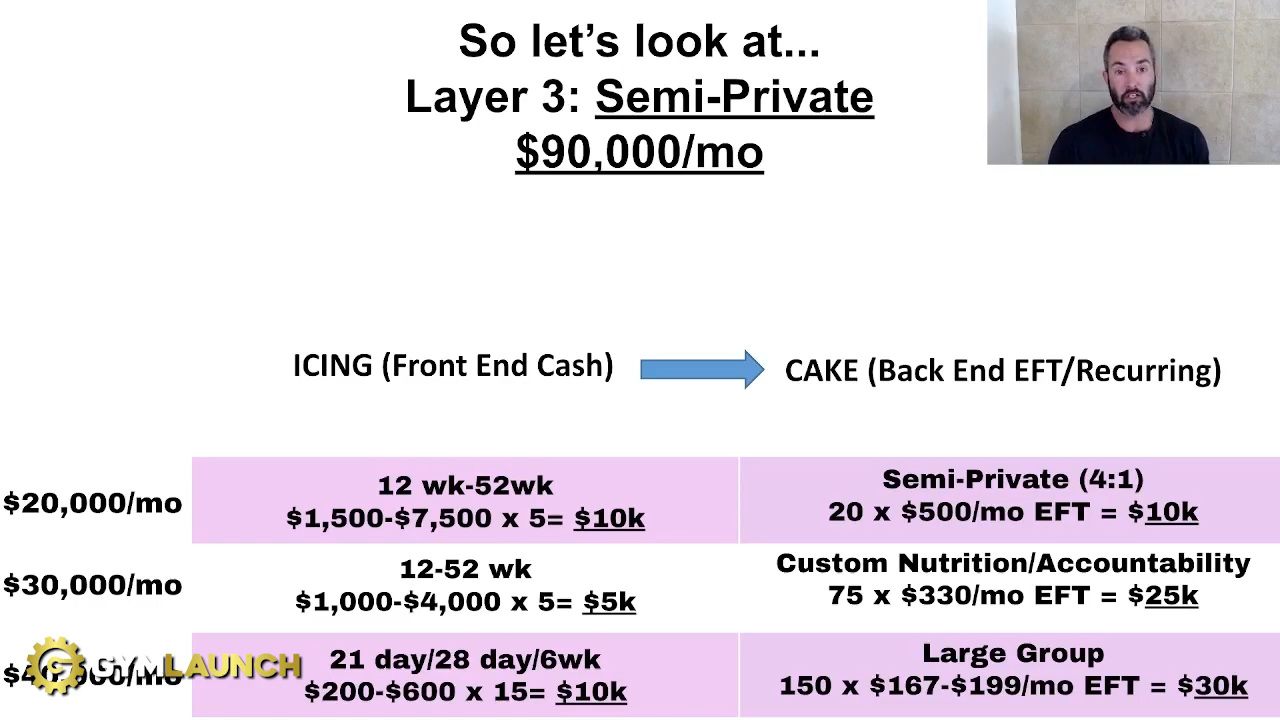 So let's look at...
Layer 3: Semi-Private
$90,000/mo
ICING (Front End Cash)
CAKE (Back End EFT/Recurring)
$20,000/mo
12 wk-52wk
$1,500-$7,500 x 5= $10k
Semi-Private (4:1)
20 x $500/mo EFT = $10k
$30,000/mo
12-52 wk
$1,000-$4,000 x 5= $5k
Custom Nutrition/Accountability
75 x $330/mo EFT = $25k
$40,000/mo
GYMLAUNCH
21 day/28 day/6wk
$200-$600 x 15= $10k
Large Group
150 x $167-$199/mo EFT = $30k